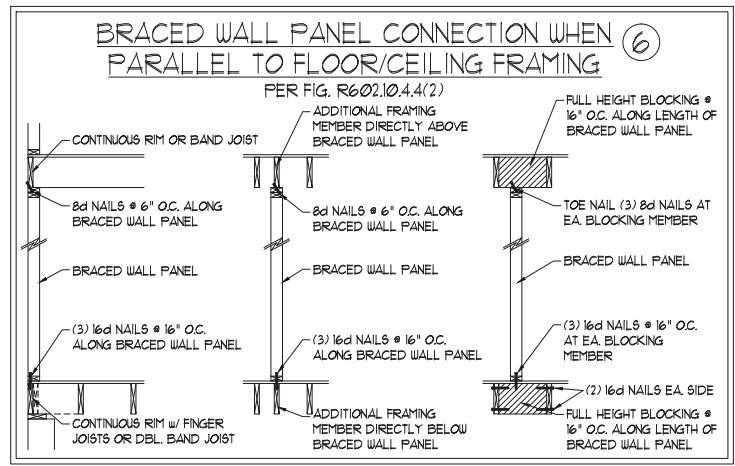 BRACED WALL PANEL CONNECTION WHEN
PARALLEL TO FLOOR/CEILING FRAMING
6
PER FIG. R602.10.4.4(2)
CONTINUOUS RIM OR BAND JOIST
8d NAILS @ 6" O.C. ALONG
BRACED WALL PANEL
BRACED WALL PANEL
(3) 16d NAILS @ 16" O.C.
ALONG BRACED WALL PANEL
CONTINUOUS RIM w/ FINGER
JOISTS OR DBL. BAND JOIST
ADDITIONAL FRAMING
MEMBER DIRECTLY ABOVE
BRACED WALL PANEL
8d NAILS @ 6" O.C. ALONG
BRACED WALL PANEL
BRACED WALL PANEL
(3) 16d NAILS @ 16" O.C.
ALONG BRACED WALL PANEL
ADDITIONAL FRAMING
MEMBER DIRECTLY BELOW
BRACED WALL PANEL
FULL HEIGHT BLOCKING @
16" O.C. ALONG LENGTH OF
BRACED WALL PANEL
TOE NAIL (3) 8d NAILS AT
EA. BLOCKING MEMBER
BRACED WALL PANEL
(3) 16d NAILS @ 16" O.C.
AT EA. BLOCKING
MEMBER
(2) 16d NAILS EA. SIDE
FULL HEIGHT BLOCKING @
16" O.C. ALONG LENGTH OF
BRACED WALL PANEL